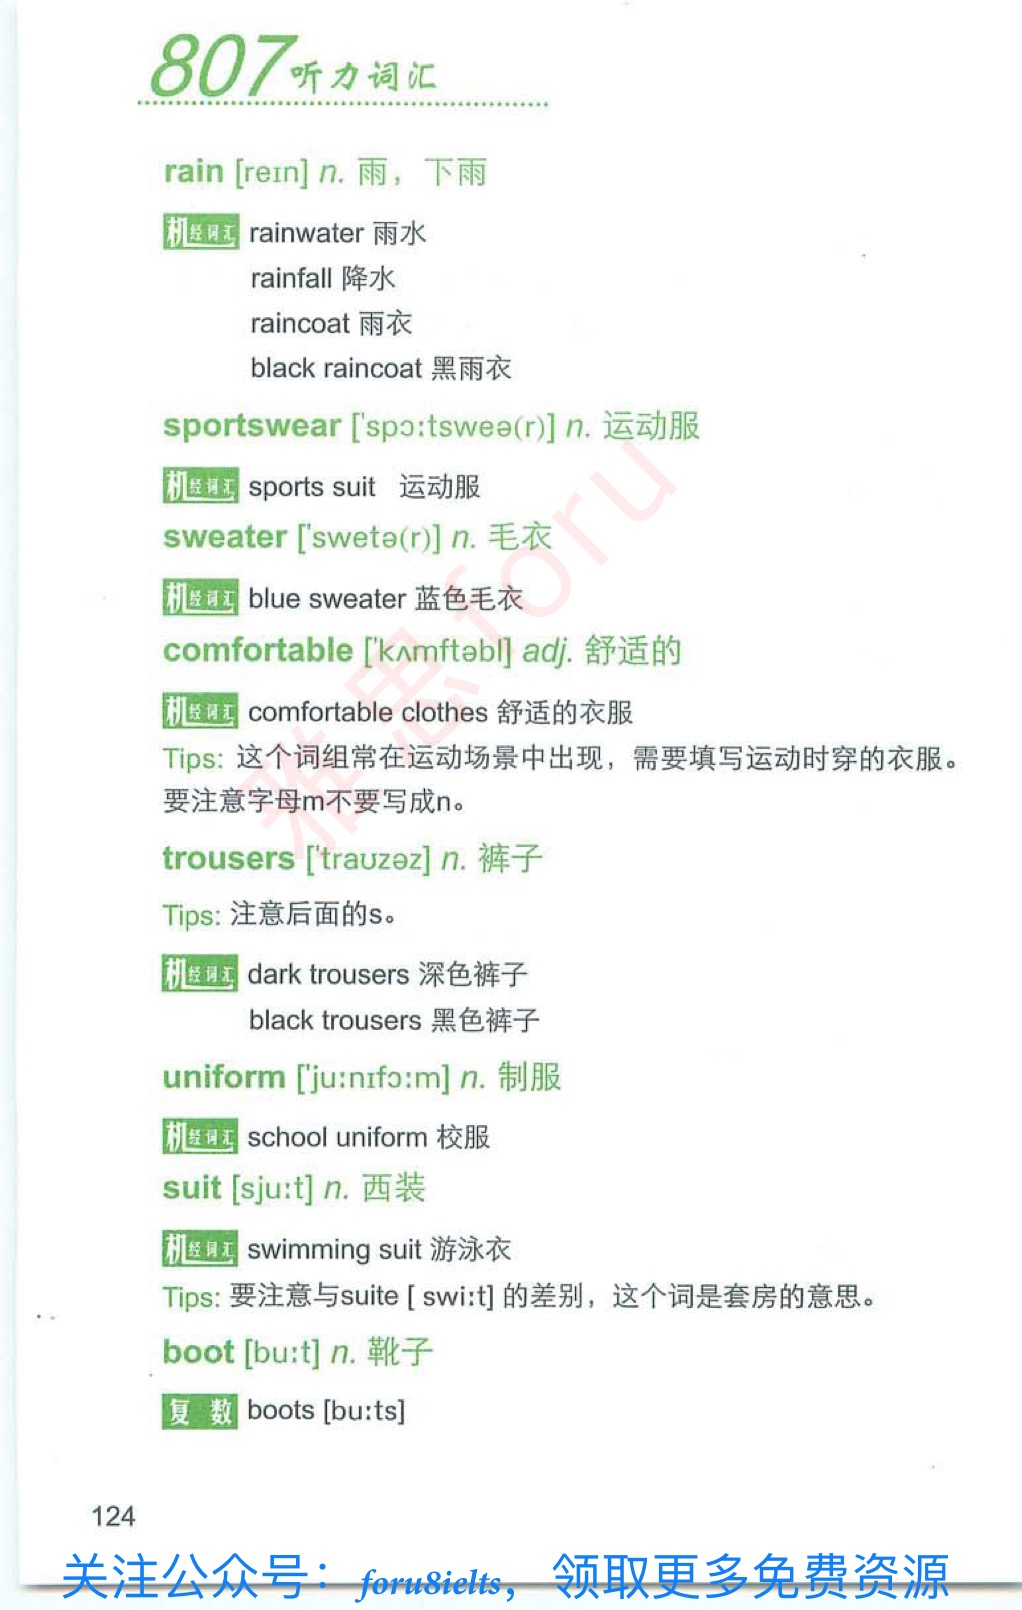 807听力词汇
rain [reɪn] n. 雨，下雨
机经词汇 rainwater 雨水
rainfall 降水
raincoat 雨衣
black raincoat 黑雨衣
sportswear ['spɔːtsweə(r)] n. 运动服
机经词汇 sports suit 运动服
sweater ['swetə(r)] n. 毛衣
机经词汇 blue sweater 蓝色毛衣
comfortable ['kʌmftəbl] adj. 舒适的
机经词汇 comfortable clothes 舒适的衣服
Tips: 这个词组常在运动场景中出现，需要填写运动时穿的衣服。
要注意字母m不要写成n。
trousers ['traʊzəz] n. 裤子
Tips: 注意后面的s。
机经词汇 dark trousers 深色裤子
black trousers 黑色裤子
uniform ['juːnɪfɔːm] n. 制服
机经词汇 school uniform 校服
suit [sjuːt] n. 西装
机经词汇 swimming suit 游泳衣
Tips: 要注意与suite [ swiːt] 的差别，这个词是套房的意思。
boot [buːt] n. 靴子
复数 boots [buːts]
雅思foru
124
关注公众号：foru8ielts，领取更多免费资源